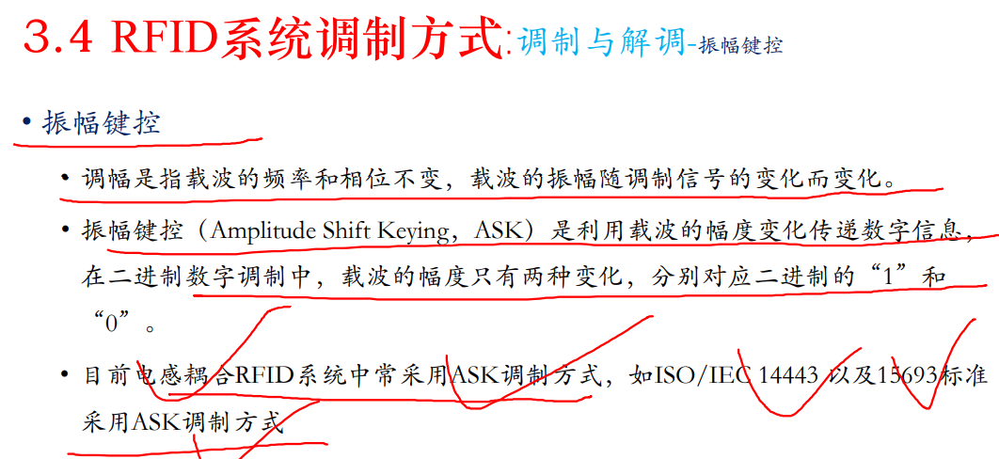 3.4 RFID系统调制方式:调制与解调-振幅键控
• 振幅键控
• 调幅是指载波的频率和相位不变，载波的振幅随调制信号的变化而变化。
• 振幅键控（Amplitude Shift Keying，ASK）是利用载波的幅度变化传递数字信息，
在二进制数字调制中，载波的幅度只有两种变化，分别对应二进制的“1”和
“0”。
• 目前电感耦合RFID系统中常采用ASK调制方式，如ISO/IEC 14443 以及15693标准
采用ASK调制方式